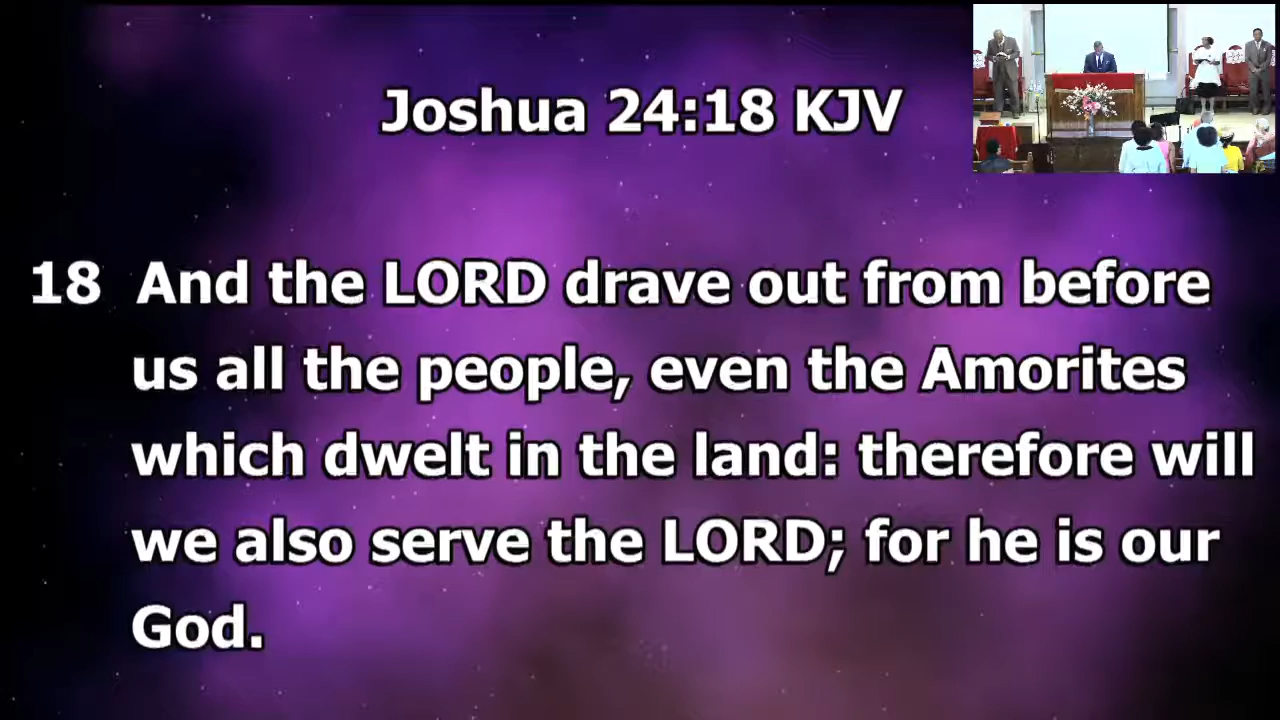 Joshua 24:18 KJV
18 And the LORD drave out from before
us all the people, even the Amorites
which dwelt in the land: therefore will
we also serve the LORD; for he is our
God.